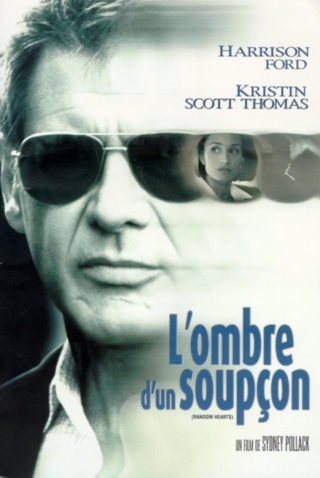 HARRISON
FORD
KRISTIN
SCOTT THOMAS
L'ombre
d'un soupçon
(RANDOM HEARTS)
UN FILM DE SYDNEY POLLACK